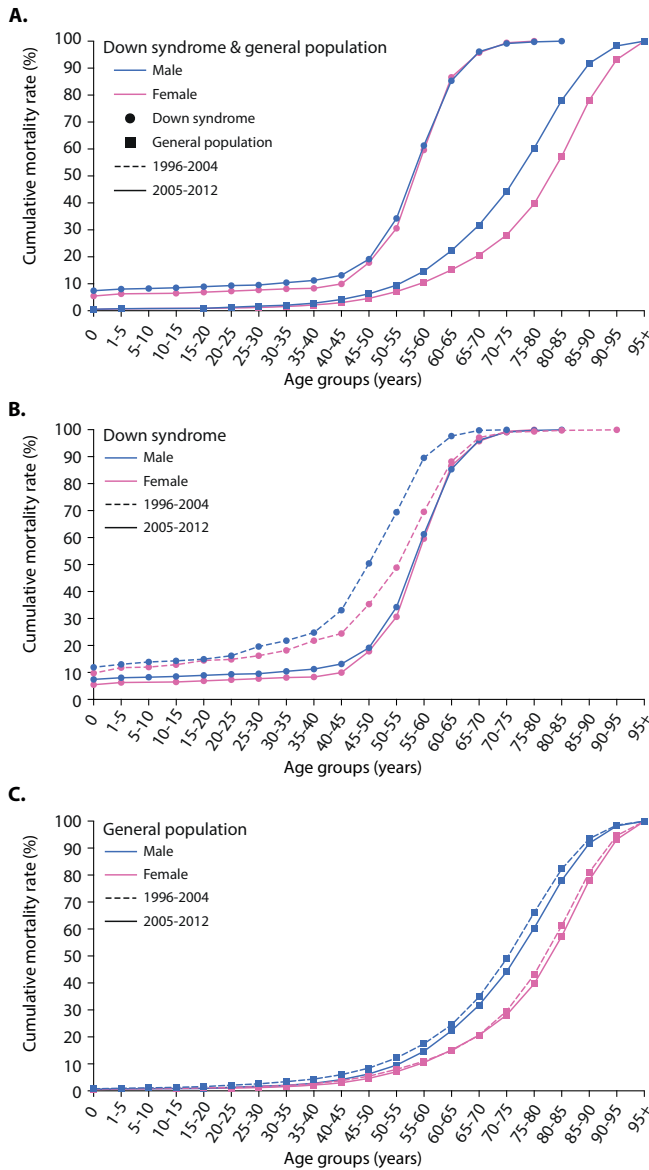 A.
Down syndrome & general population
Male
Female
Down syndrome
General population
1996-2004
2005-2012
Cumulative mortality rate (%)
100
90
80
70
60
50
40
30
20
10
0
0 1-5 5-10 10-15 15-20 20-25 25-30 30-35 35-40 40-45 45-50 50-55 55-60 60-65 65-70 70-75 75-80 80-85 85-90 90-95 95+
Age groups (years)
B.
Down syndrome
Male
Female
1996-2004
2005-2012
Cumulative mortality rate (%)
100
90
80
70
60
50
40
30
20
10
0
0 1-5 5-10 10-15 15-20 20-25 25-30 30-35 35-40 40-45 45-50 50-55 55-60 60-65 65-70 70-75 75-80 80-85 85-90 90-95 95+
Age groups (years)
C.
General population
Male
Female
1996-2004
2005-2012
Cumulative mortality rate (%)
100
90
80
70
60
50
40
30
20
10
0
0 1-5 5-10 10-15 15-20 20-25 25-30 30-35 35-40 40-45 45-50 50-55 55-60 60-65 65-70 70-75 75-80 80-85 85-90 90-95 95+
Age groups (years)